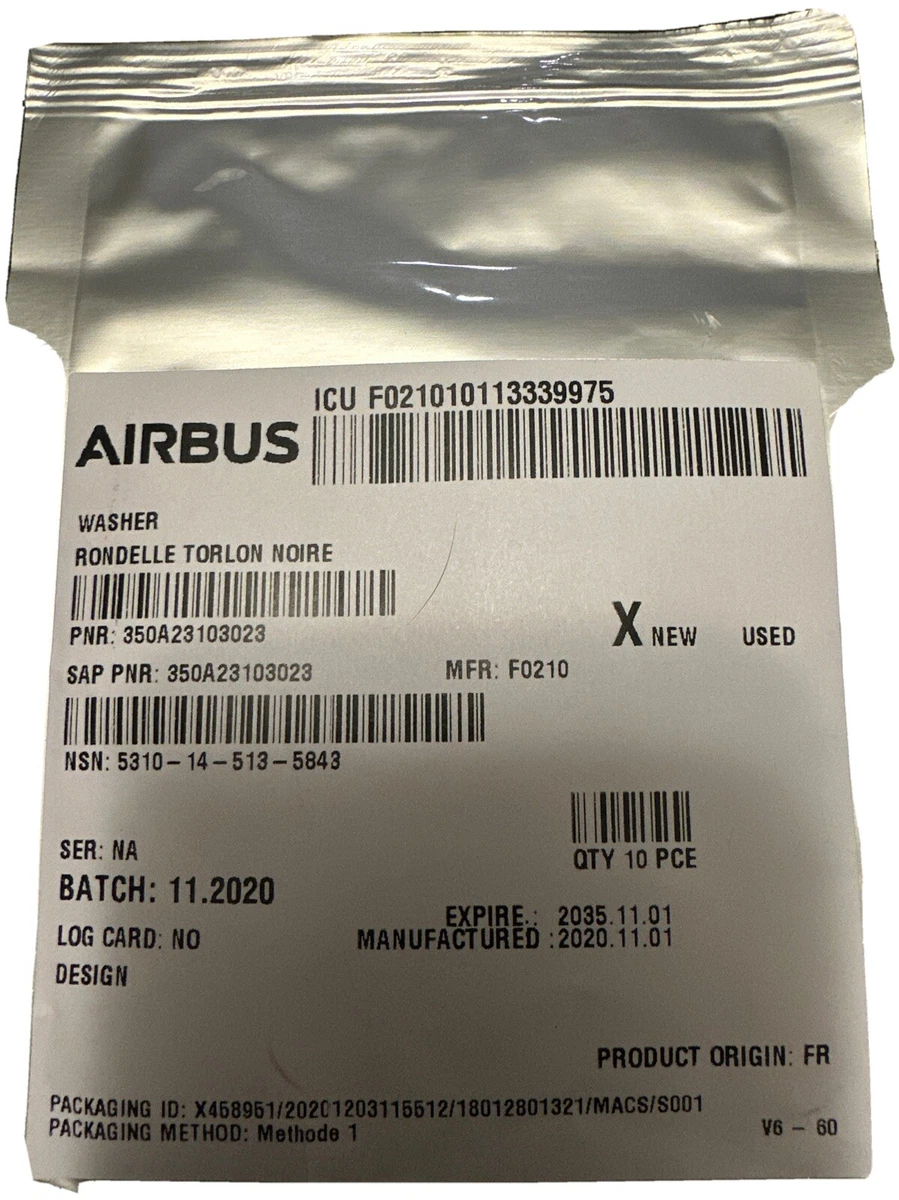 ICU F021010113339975
AIRBUS
WASHER
RONDELLE TORLON NOIRE
PNR: 350A23103023
X NEW USED
SAP PNR: 350A23103023 MFR: F0210
NSN: 5310-14-513-5843
SER: NA
QTY 10 PCE
BATCH: 11.2020
EXPIRE.: 2035.11.01
LOG CARD: NO MANUFACTURED :2020.11.01
DESIGN
PRODUCT ORIGIN: FR
PACKAGING ID: X458951/20201203115512/18012801321/MACS/S001
PACKAGING METHOD: Methode 1 V6 - 60